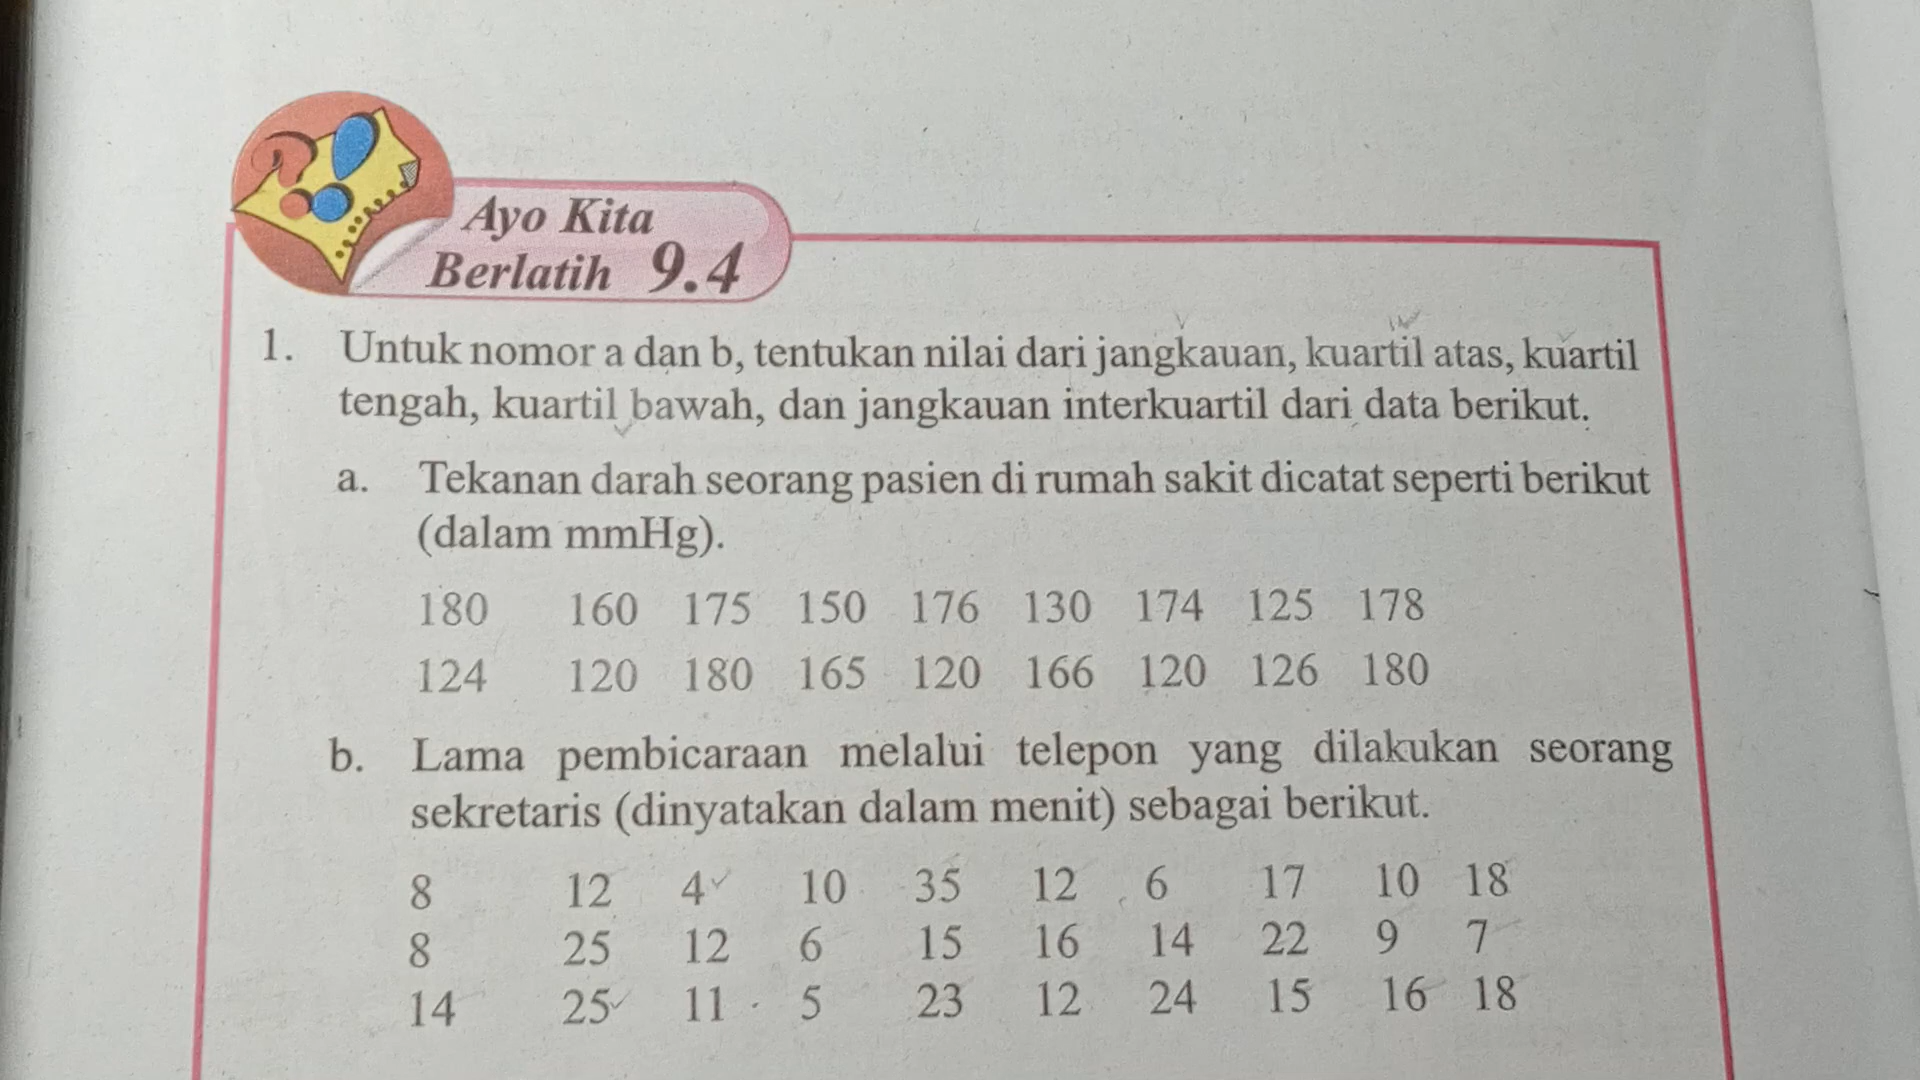 Ayo Kita
Berlatih 9.4
1. Untuk nomor a dan b, tentukan nilai dari jangkauan, kuartil atas, kuartil
tengah, kuartil bawah, dan jangkauan interkuartil dari data berikut.
a. Tekanan darah seorang pasien di rumah sakit dicatat seperti berikut
(dalam mmHg).
180 160 175 150 176 130 174 125 178
124 120 180 165 120 166 120 126 180
b. Lama pembicaraan melalui telepon yang dilakukan seorang
sekretaris (dinyatakan dalam menit) sebagai berikut.
8 12 4 10 35 12 6 17 10 18
8 25 12 6 15 16 14 22 9 7
14 25 11 5 23 12 24 15 16 18